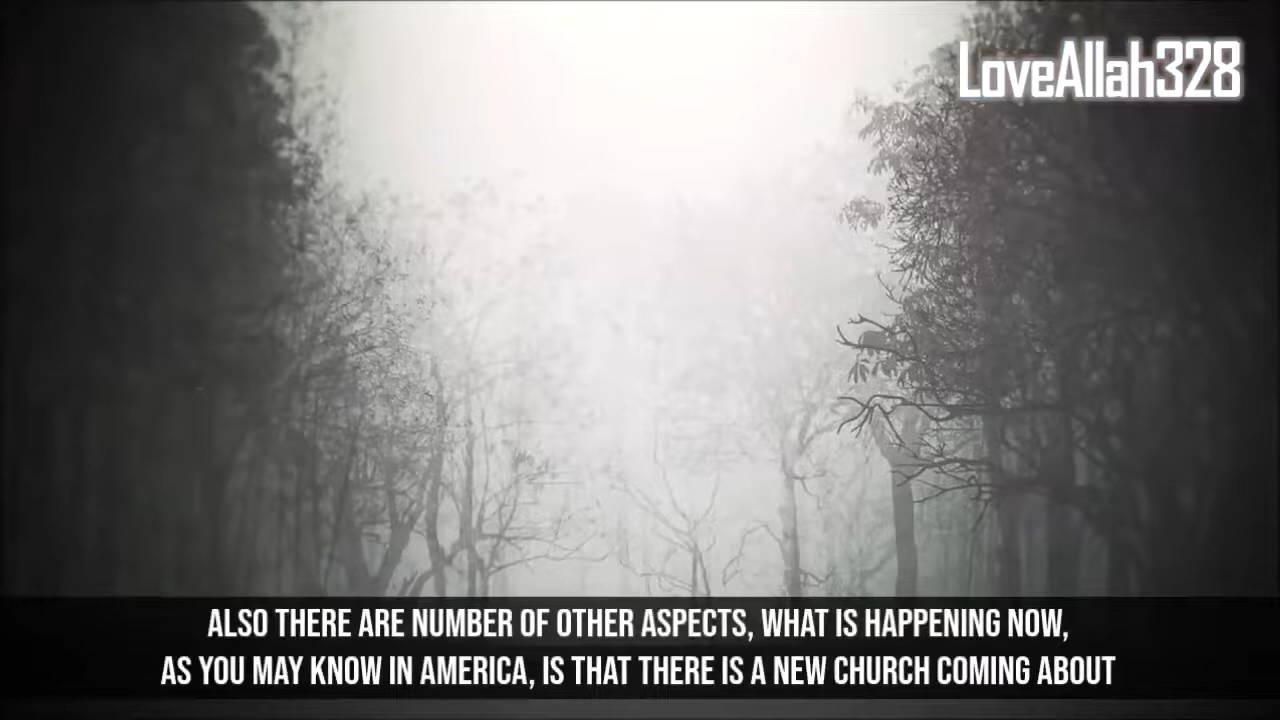 LoveAllah328
ALSO THERE ARE NUMBER OF OTHER ASPECTS, WHAT IS HAPPENING NOW,
AS YOU MAY KNOW IN AMERICA, IS THAT THERE IS A NEW CHURCH COMING ABOUT